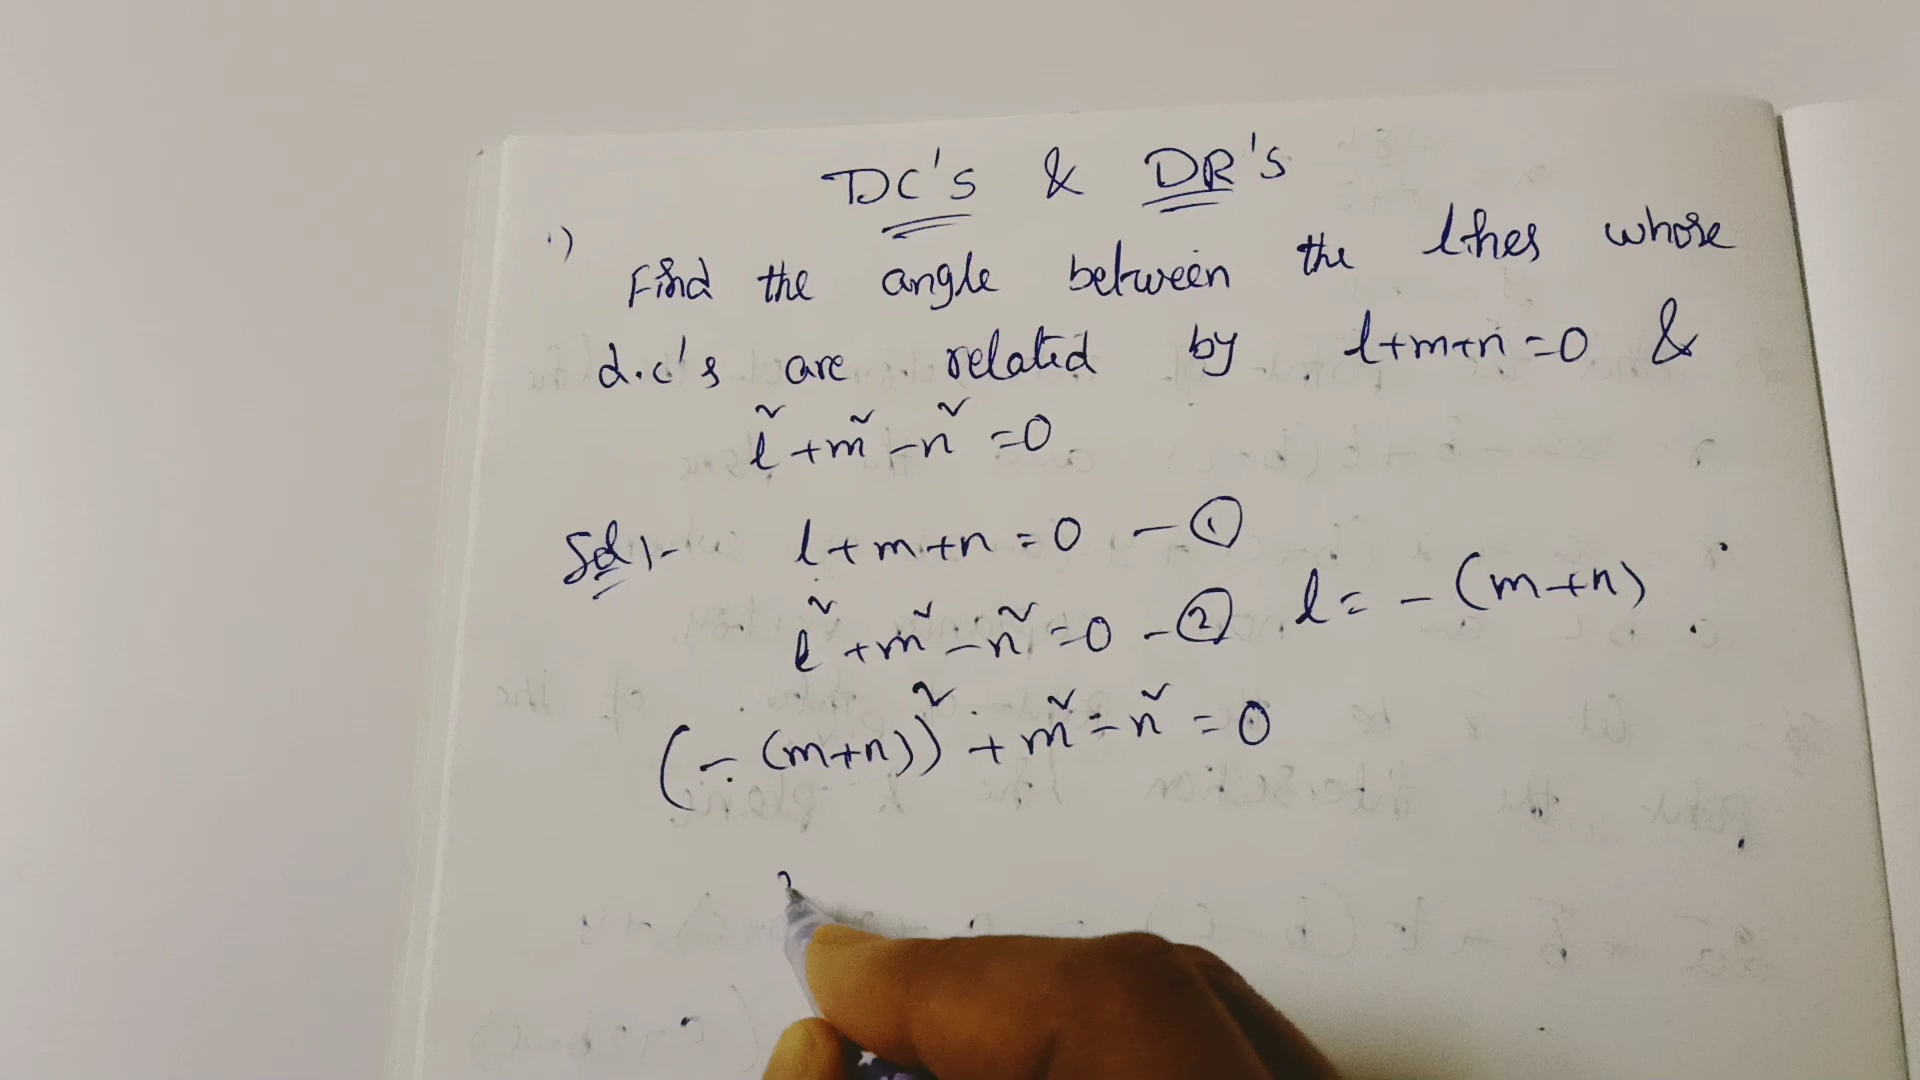 DC's & DR's
1) Find the angle between the lines whose
d.c's are related by l+m+n=0 &
l²+m²-n²=0
Sol:- l+m+n=0 -①
l²+m²-n²=0 -② l=-(m+n)
(-(m+n))²+m²-n²=0